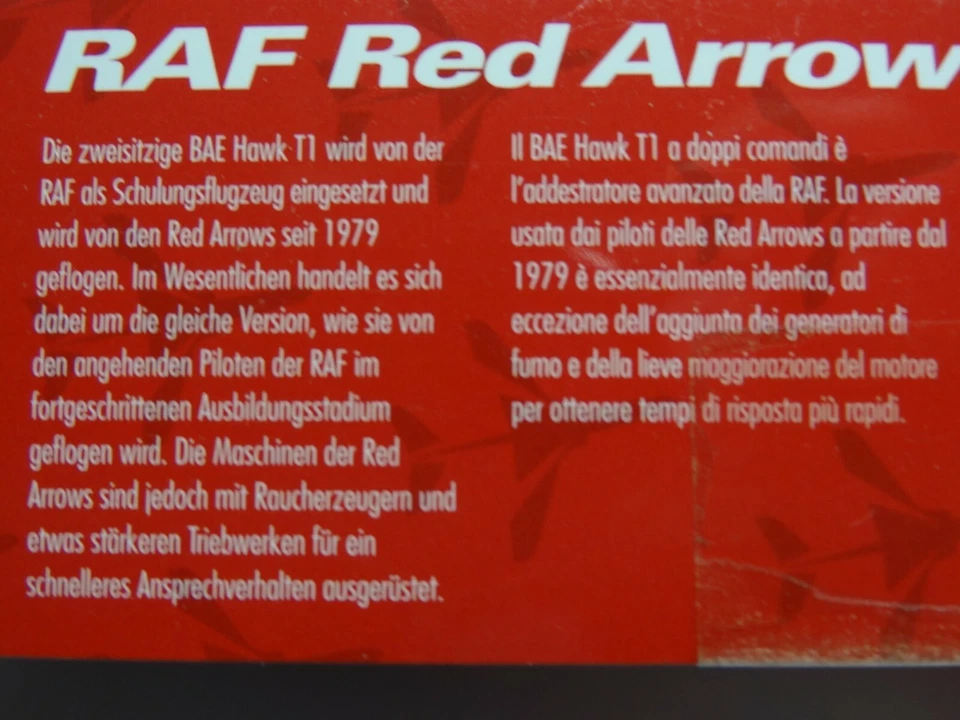 RAF Red Arrow
Die zweisitzige BAE Hawk T1 wird von der
RAF als Schulungsflugzeug eingesetzt und
wird von den Red Arrows seit 1979
geflogen. Im Wesentlichen handelt es sich
dabei um die gleiche Version, wie sie von
den angehenden Piloten der RAF im
fortgeschrittenen Ausbildungsstadium
geflogen wird. Die Maschinen der Red
Arrows sind jedoch mit Raucherzeugern und
etwas stärkeren Triebwerken für ein
schnelleres Ansprechverhalten ausgerüstet.
Il BAE Hawk T1 a doppi comandi è
l'addestratore avanzato della RAF. La versione
usata dai piloti delle Red Arrows a partire dal
1979 è essenzialmente identica, ad
eccezione dell'aggiunta dei generatori di
fumo e della lieve maggiorazione del motore
per ottenere tempi di risposta più rapidi.